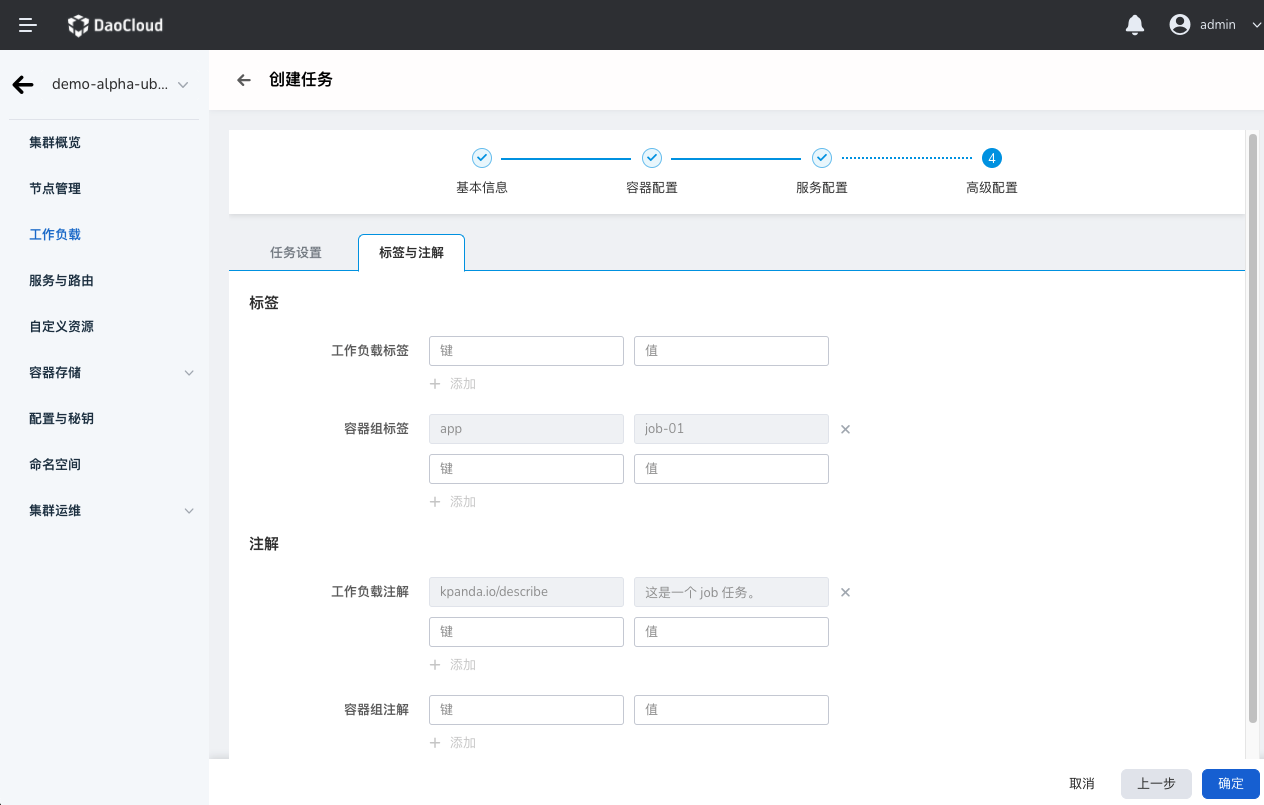 DaoCloud
admin
demo-alpha-ub...
创建任务
集群概览
节点管理
工作负载
服务与路由
自定义资源
容器存储
配置与秘钥
命名空间
集群运维
4
基本信息
容器配置
服务配置
高级配置
任务设置
标签与注解
标签
工作负载标签
键
值
添加
容器组标签
app
job-01
键
值
添加
注解
工作负载注解
kpanda.io/describe
这是一个 job 任务。
键
值
添加
容器组注解
键
值
添加
取消
上一步
确定